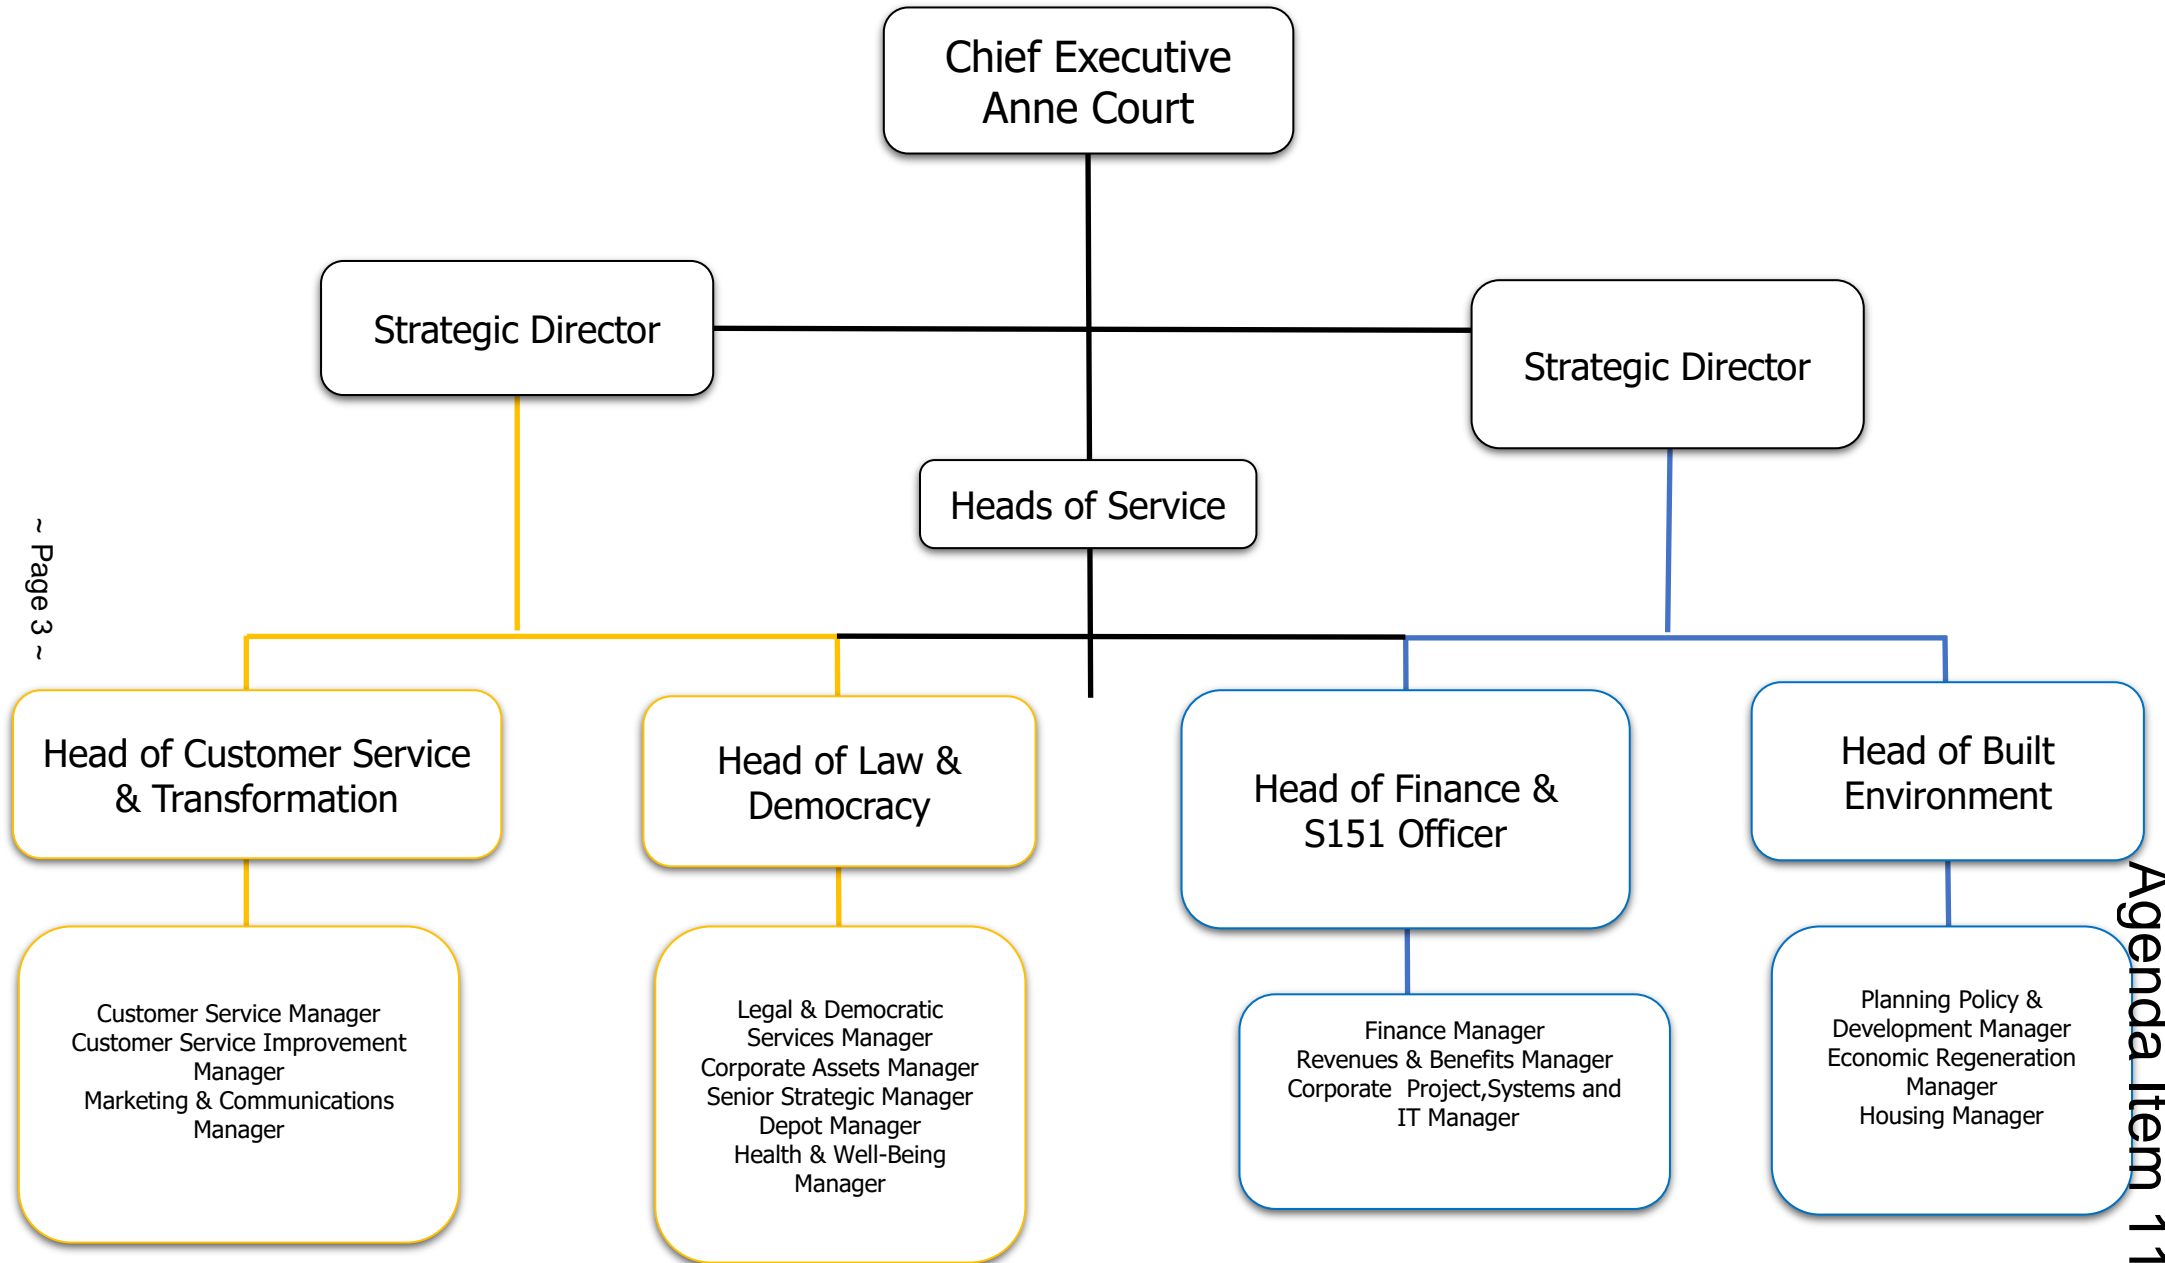 Chief Executive
Anne Court
Strategic Director
Strategic Director
Heads of Service
~ Page 3 ~
Head of Customer Service
& Transformation
Head of Law &
Democracy
Head of Finance &
S151 Officer
Head of Built
Environment
Customer Service Manager
Customer Service Improvement
Manager
Marketing & Communications
Manager
Legal & Democratic
Services Manager
Corporate Assets Manager
Senior Strategic Manager
Depot Manager
Health & Well-Being
Manager
Finance Manager
Revenues & Benefits Manager
Corporate  Project,Systems and
IT Manager
Planning Policy &
Development Manager
Economic Regeneration
Manager
Housing Manager
Agenda Item 11